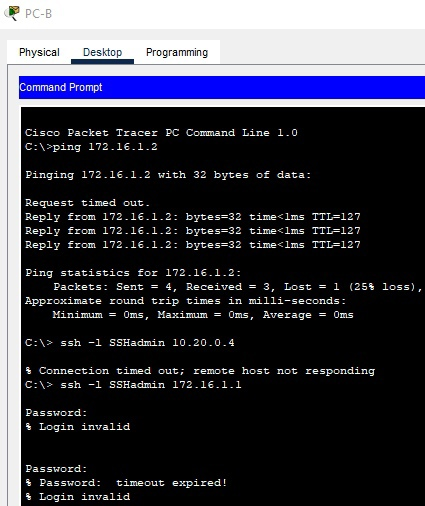 PC-B
Physical Desktop Programming
Command Prompt
Cisco Packet Tracer PC Command Line 1.0
C:\>ping 172.16.1.2
Pinging 172.16.1.2 with 32 bytes of data:
Request timed out.
Reply from 172.16.1.2: bytes=32 time<1ms TTL=127
Reply from 172.16.1.2: bytes=32 time<1ms TTL=127
Reply from 172.16.1.2: bytes=32 time<1ms TTL=127
Ping statistics for 172.16.1.2:
Packets: Sent = 4, Received = 3, Lost = 1 (25% loss),
Approximate round trip times in milli-seconds:
Minimum = 0ms, Maximum = 0ms, Average = 0ms
C:\> ssh -l SSHadmin 10.20.0.4
% Connection timed out; remote host not responding
C:\> ssh -l SSHadmin 172.16.1.1
Password:
% Login invalid
Password:
% Password:  timeout expired!
% Login invalid